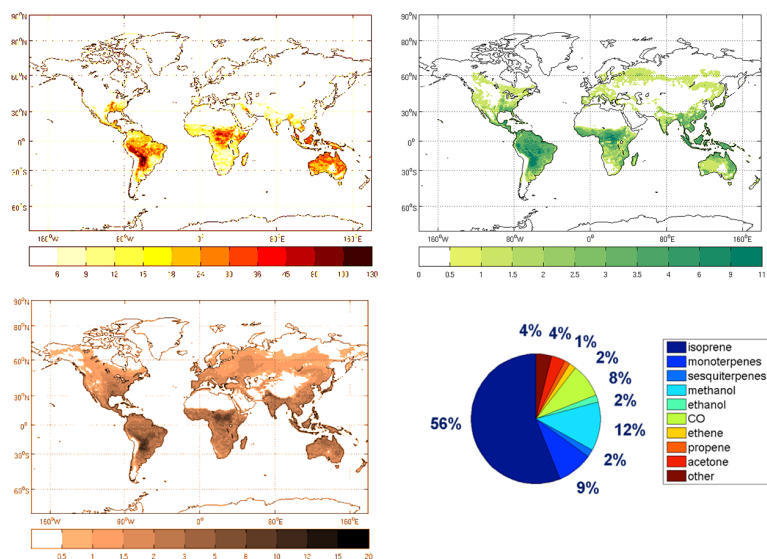 90°N
60°N
30°N
0°
30°S
60°S
160°W
80°W
0°
80°E
160°E
6 9 12 15 18 24 30 36 45 60 100 130
90°N
60°N
30°N
0°
30°S
60°S
160°W
80°W
0°
80°E
160°E
0 0.5 1 1.5 2 2.5 3 3.5 4 6 9 11
90°N
60°N
30°N
0°
30°S
60°S
160°W
80°W
0°
80°E
160°E
0.5 1 1.5 2 3 5 6 10 12 15 20
4% 4% 1%
2%
8%
2%
12%
2%
9%
56%
isoprene
monoterpenes
sesquiterpenes
methanol
ethanol
CO
ethene
propene
acetone
other